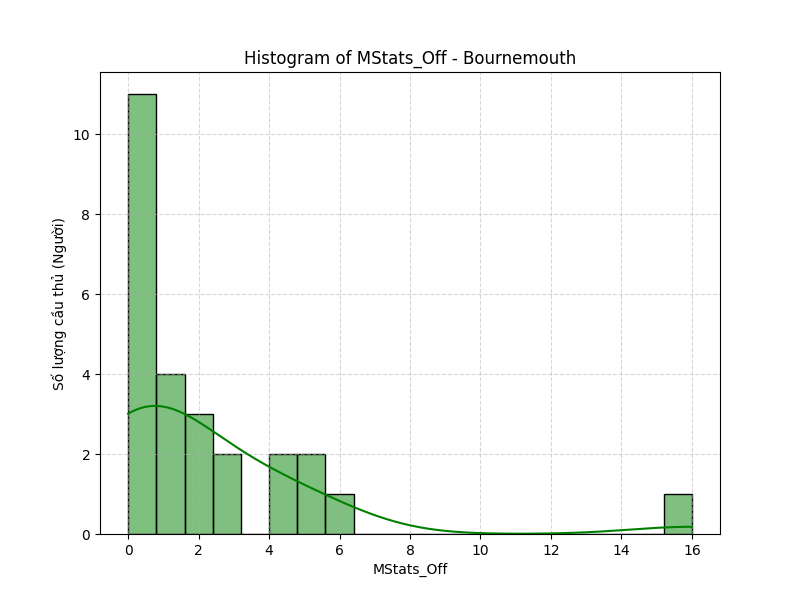 Histogram of MStats_Off - Bournemouth
Số lượng cầu thủ (Người)
10
8
6
4
2
0
0 2 4 6 8 10 12 14 16
MStats_Off